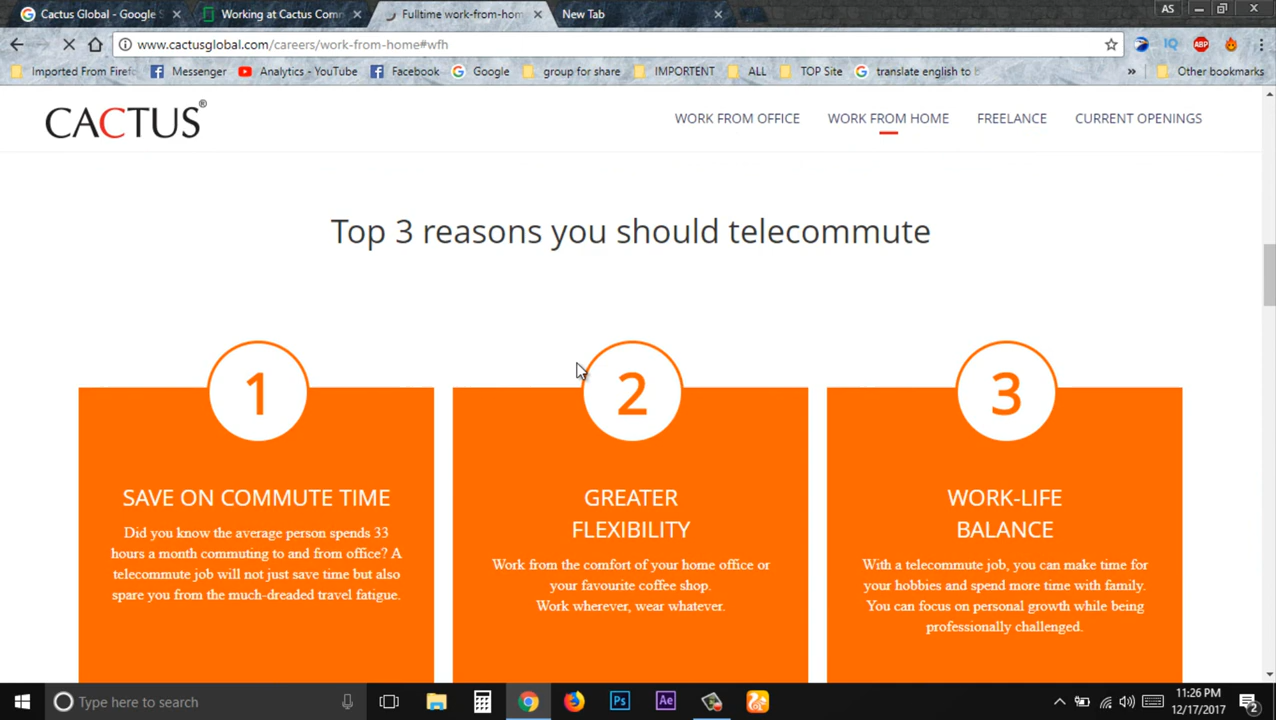 Cactus Global - Google
Working at Cactus Com
Fulltime work-from-hom
New Tab
AS
www.cactusglobal.com/careers/work-from-home#wfh
IQ
ABP
Imported From Firef
Messenger
Analytics - YouTube
Facebook
Google
group for share
IMPORTENT
ALL
TOP Site
translate english to b
»
Other bookmarks
CACTUS®
WORK FROM OFFICE
WORK FROM HOME
FREELANCE
CURRENT OPENINGS
Top 3 reasons you should telecommute
1
SAVE ON COMMUTE TIME
Did you know the average person spends 33
hours a month commuting to and from office? A
telecommute job will not just save time but also
spare you from the much-dreaded travel fatigue.
2
GREATER
FLEXIBILITY
Work from the comfort of your home office or
your favourite coffee shop.
Work wherever, wear whatever.
3
WORK-LIFE
BALANCE
With a telecommute job, you can make time for
your hobbies and spend more time with family.
You can focus on personal growth while being
professionally challenged.
Type here to search
Ps
Ae
11:26 PM
12/17/2017
2